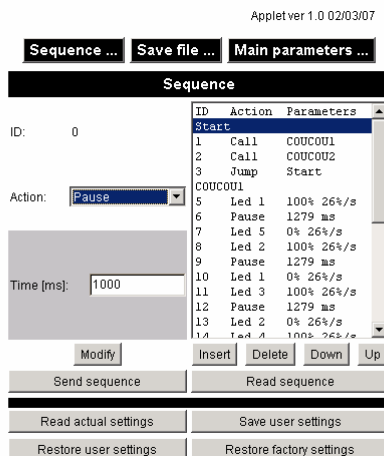 Applet ver 1.0 02/03/07
Sequence ... Save file ... Main parameters ...
Sequence
ID: 0
Action: Pause
Time [ms]: 1000
Modify
ID Action Parameters
Start
1 Call COUCOU1
2 Call COUCOU2
3 Jump Start
COUCOU1
5 Led 1 100% 26%/s
6 Pause 1279 ms
7 Led 5 0% 26%/s
8 Led 2 100% 26%/s
9 Pause 1279 ms
10 Led 1 0% 26%/s
11 Led 3 100% 26%/s
12 Pause 1279 ms
13 Led 2 0% 26%/s
14 Led 4 100% 26%/s
Insert Delete Down Up
Send sequence Read sequence
Read actual settings Save user settings
Restore user settings Restore factory settings